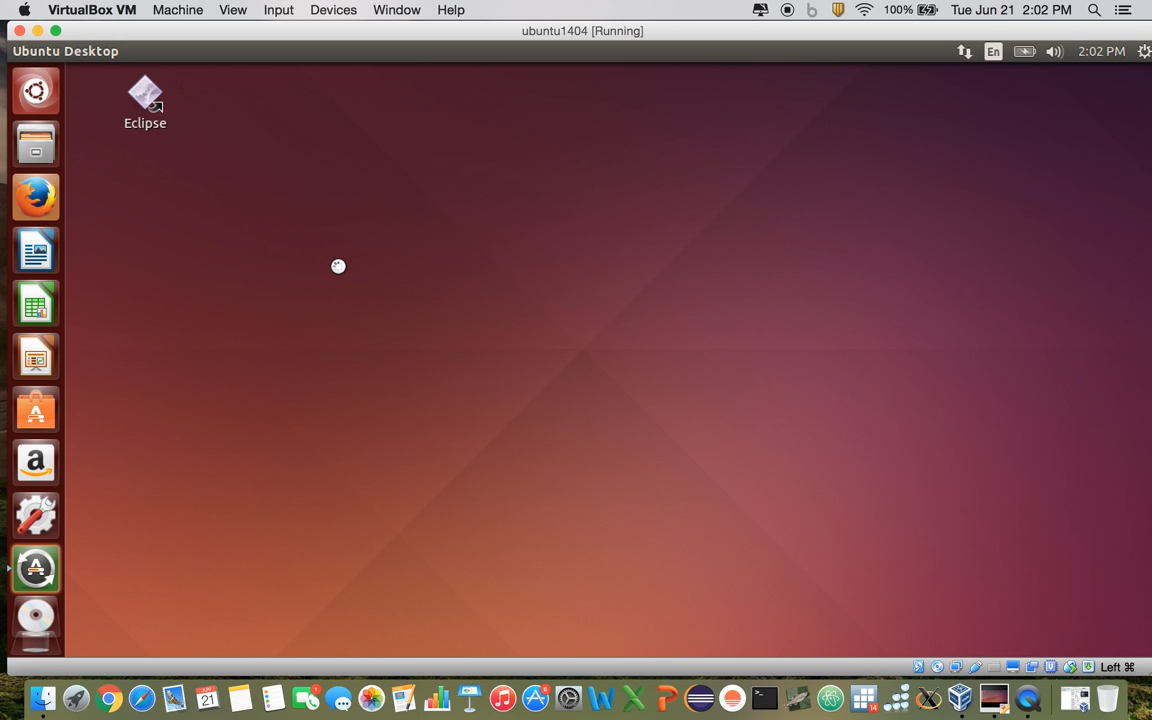 VirtualBox VM Machine View Input Devices Window Help 100% Tue Jun 21 2:02 PM
ubuntu1404 [Running]
Ubuntu Desktop En 2:02 PM
Eclipse
Left ⌘